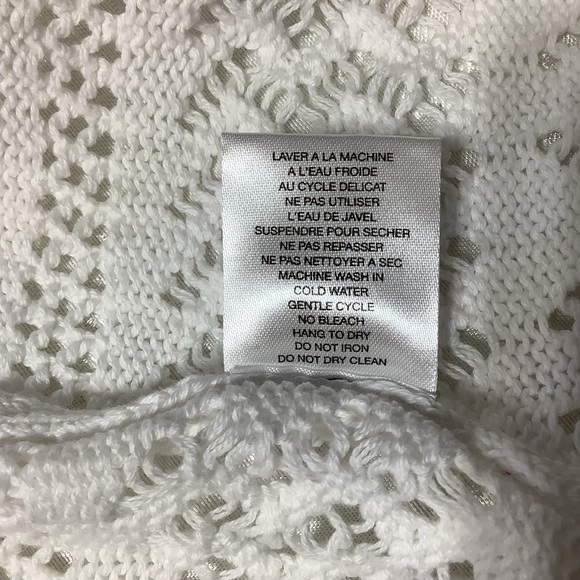 LAVER A LA MACHINE
A L'EAU FROIDE
AU CYCLE DELICAT
NE PAS UTILISER
L'EAU DE JAVEL
SUSPENDRE POUR SECHER
NE PAS REPASSER
NE PAS NETTOYER A SEC
MACHINE WASH IN
COLD WATER
GENTLE CYCLE
NO BLEACH
HANG TO DRY
DO NOT IRON
DO NOT DRY CLEAN